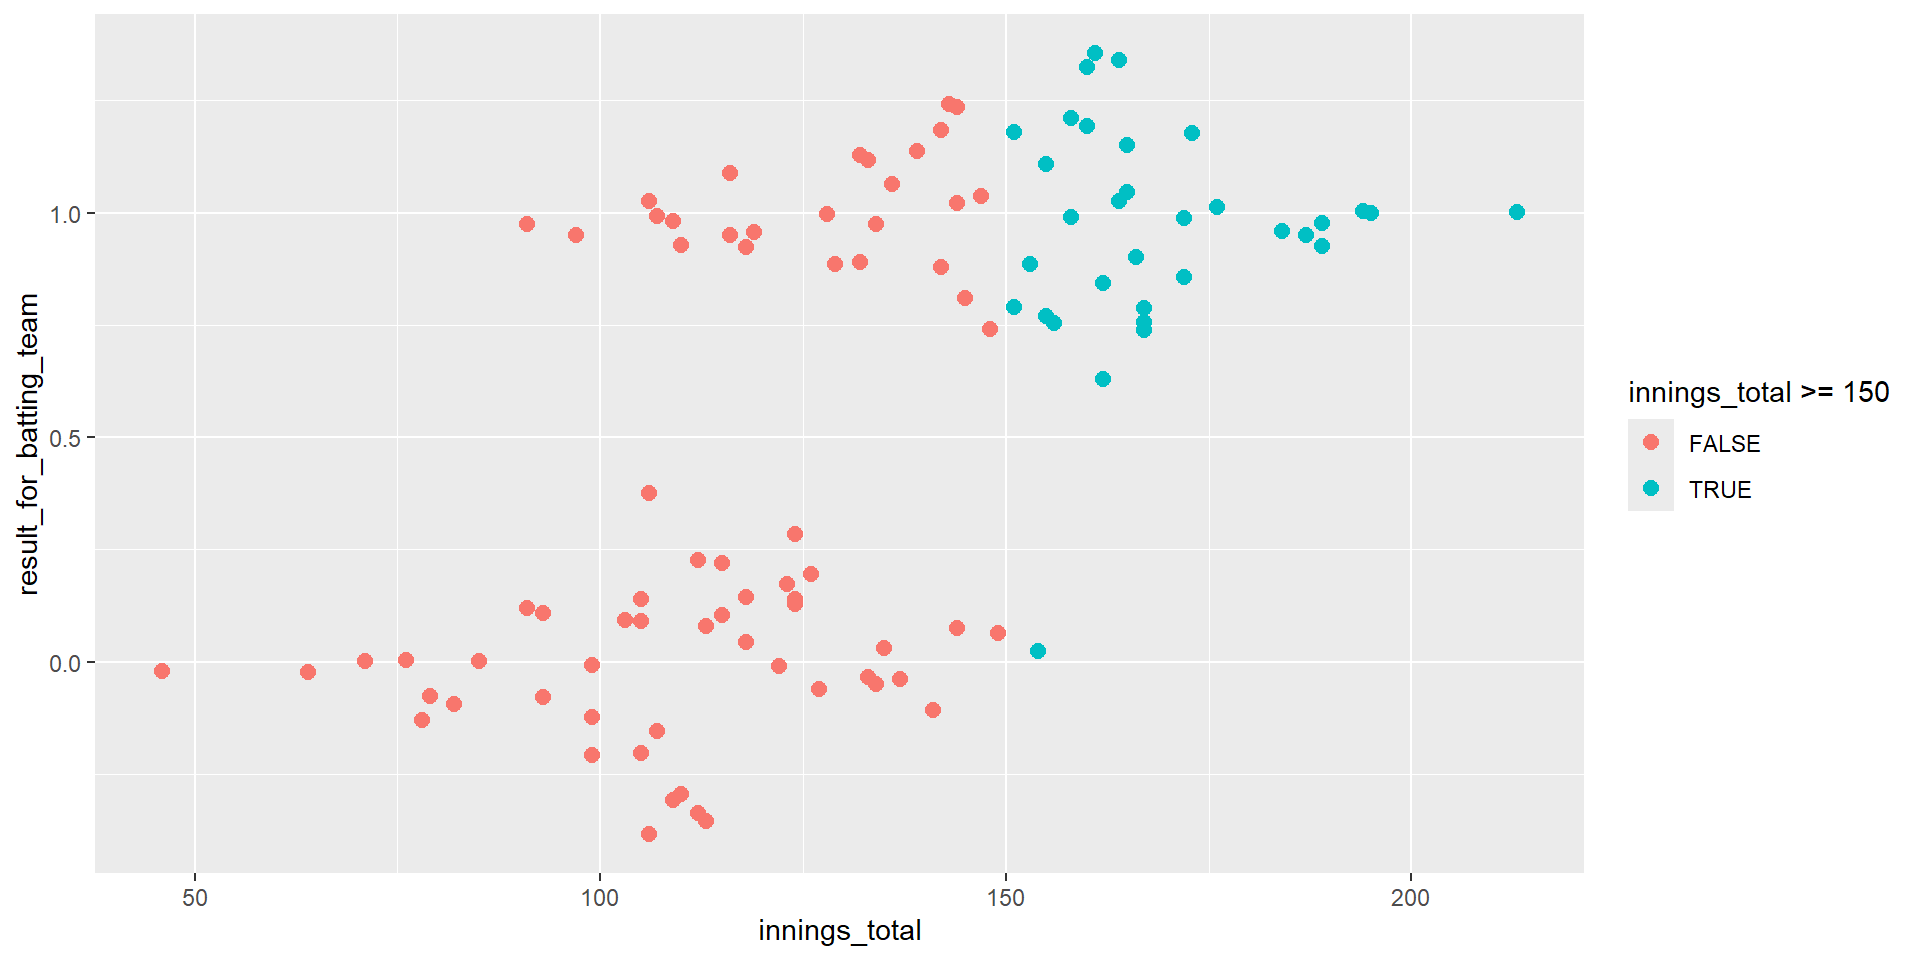 result_for_batting_team
1.0
0.5
0.0
50
100
150
200
innings_total
innings_total >= 150
FALSE
TRUE